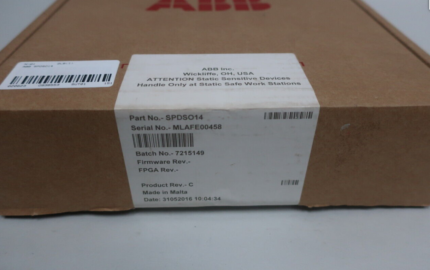 ABB
ABB Inc.
Wickliffe, OH, USA
ATTENTION Static Sensitive Devices
Handle Only at Static Safe Work Stations
Part No.- SPDSO14
Serial No.- MLAFE00458
Batch No.- 7215149
Firmware Rev.-
FPGA Rev.-
Product Rev.- C
Made in Malta